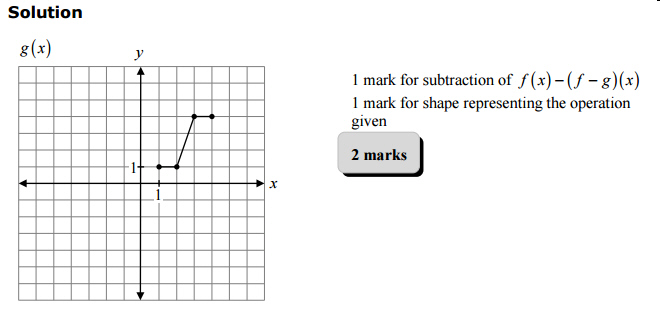 Solution
g(x)
y
1 mark for subtraction of f(x)−(f−g)(x)
1 mark for shape representing the operation
given
2 marks
1
x
1